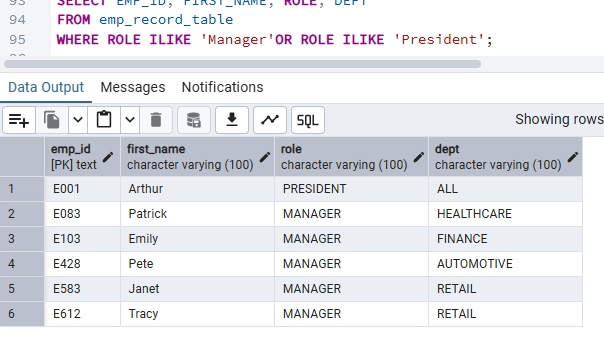 93 SELECT EMP_ID, FIRST_NAME, ROLE, DEPT
94 FROM emp_record_table
95 WHERE ROLE ILIKE 'Manager'OR ROLE ILIKE 'President';
Data Output Messages Notifications
SQL Showing rows
emp_id first_name role dept
[PK] text character varying (100) character varying (100) character varying (100)
1 E001 Arthur PRESIDENT ALL
2 E083 Patrick MANAGER HEALTHCARE
3 E103 Emily MANAGER FINANCE
4 E428 Pete MANAGER AUTOMOTIVE
5 E583 Janet MANAGER RETAIL
6 E612 Tracy MANAGER RETAIL